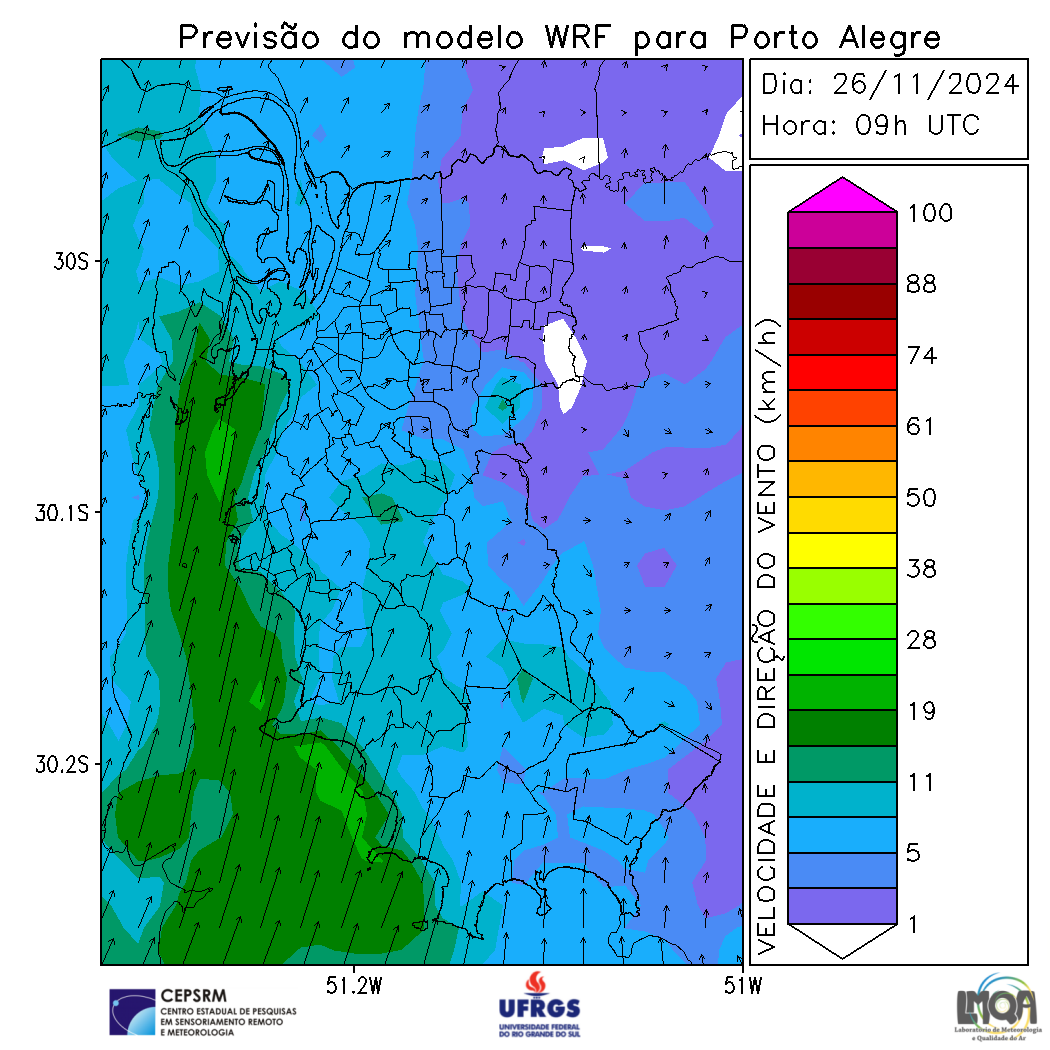 Previsão do modelo WRF para Porto Alegre
Dia: 26/11/2024
Hora: 09h UTC
30S
30.1S
30.2S
51.2W
51W
VELOCIDADE E DIREÇÃO DO VENTO (km/h)
100
88
74
61
50
38
28
19
11
5
1
CEPSRM
CENTRO ESTADUAL DE PESQUISAS
EM SENSORIAMENTO REMOTO
E METEOROLOGIA
UFRGS
UNIVERSIDADE FEDERAL
DO RIO GRANDE DO SUL
LMQA
Laboratório de Meteorologia
e Qualidade do Ar